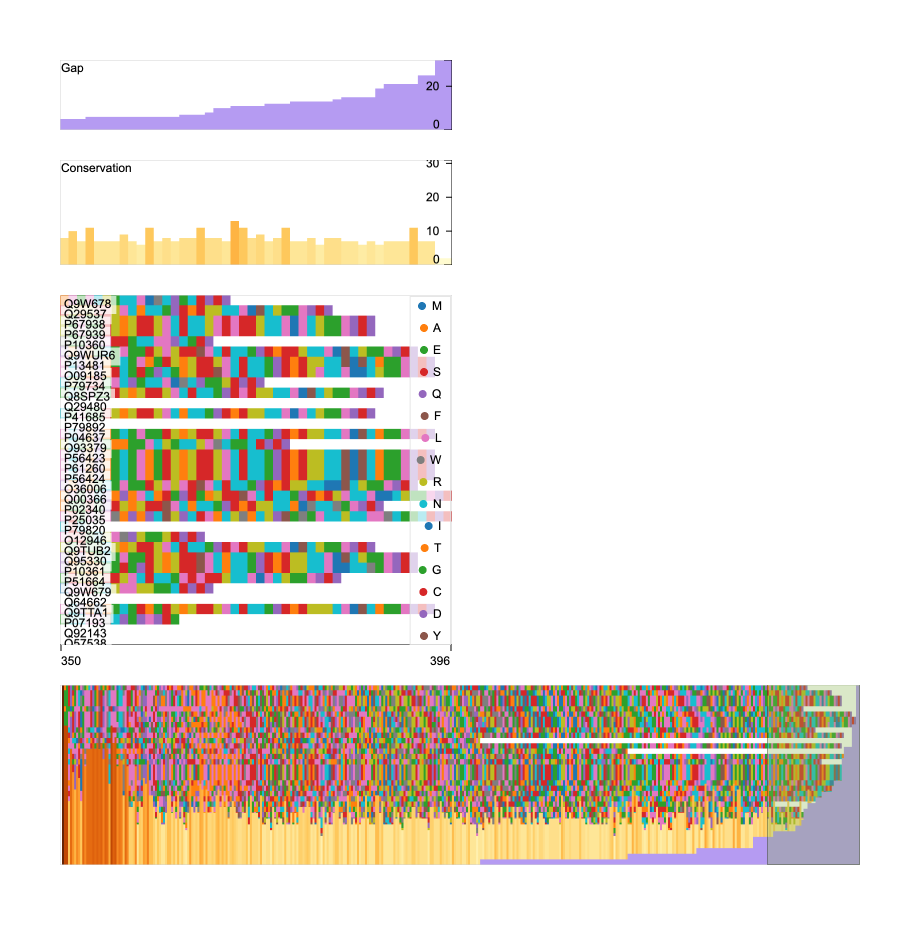 Gap
20
0
Conservation
30
20
10
0
Q9W678
Q29537
P67938
P67939
P10360
Q9WUR6
P13481
O09185
P79734
Q8SPZ3
Q29480
P41685
P79892
P04637
O93379
P56423
P61260
P56424
O36006
Q00366
P02340
P25035
P79820
O12946
Q9TUB2
Q95330
P10361
P51664
Q9W679
Q64662
Q9TTA1
P07193
Q92143
O57538
M
A
E
S
Q
F
L
W
R
N
I
T
G
C
D
Y
350
396